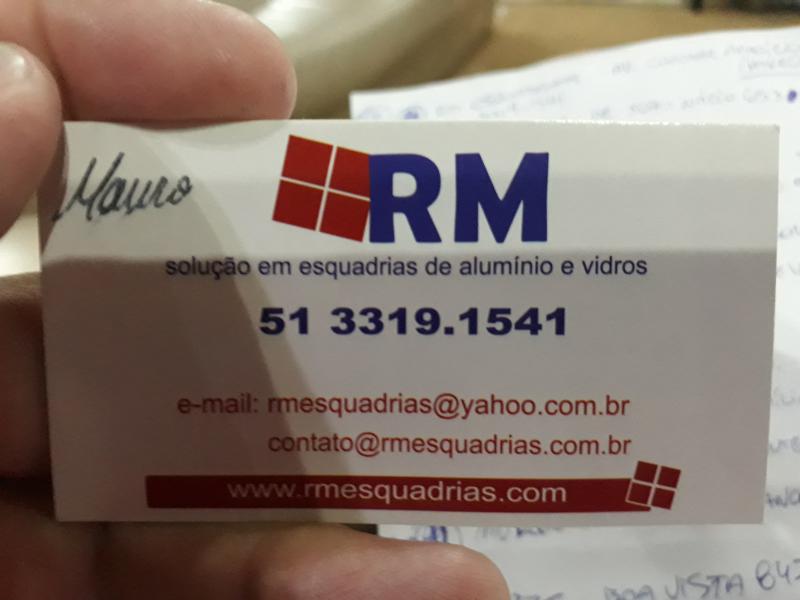 Mauro
RM
solução em esquadrias de alumínio e vidros
51 3319.1541
e-mail: rmesquadrias@yahoo.com.br
contato@rmesquadrias.com.br
www.rmesquadrias.com
BOA VISTA 847